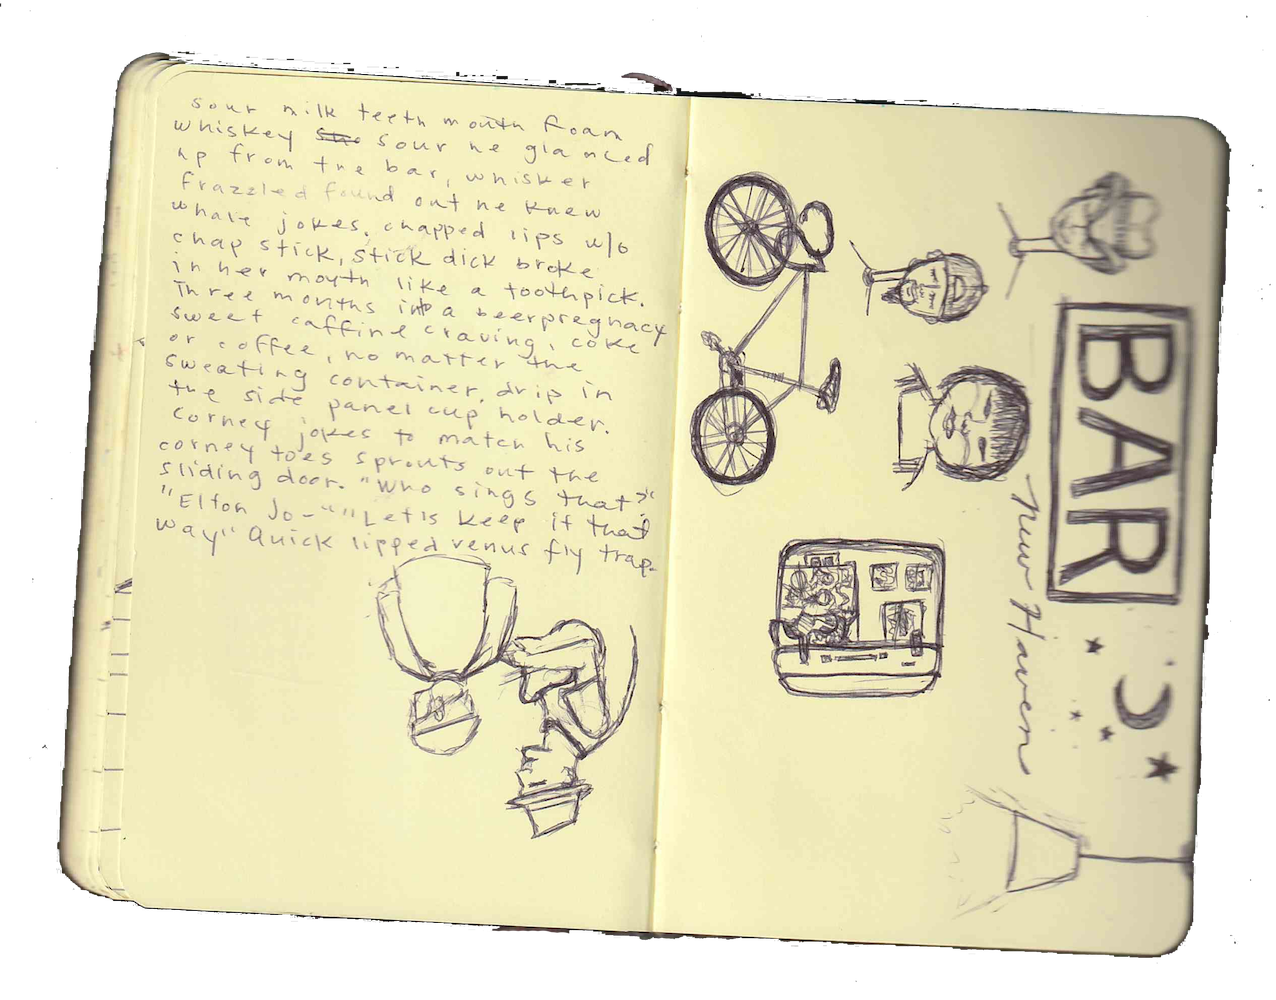 sour milk teeth mouth foam
whiskey sour he glanced
up from the bar, whisker
frazzled found out he knew
whale jokes, chapped lips w/o
chap stick, stick dick broke
in her mouth like a toothpick.
Three months into a beerpregnacy
sweet caffine craving, coke
or coffee, no matter the
sweating container, drip in
the side panel cup holder.
Corney jokes to match his
corney toes sprouts out the
sliding door. "Who sings that?"
"Elton Jo-" "Let's keep it that
way" Quick lipped venus fly trap.
BAR
New Haven